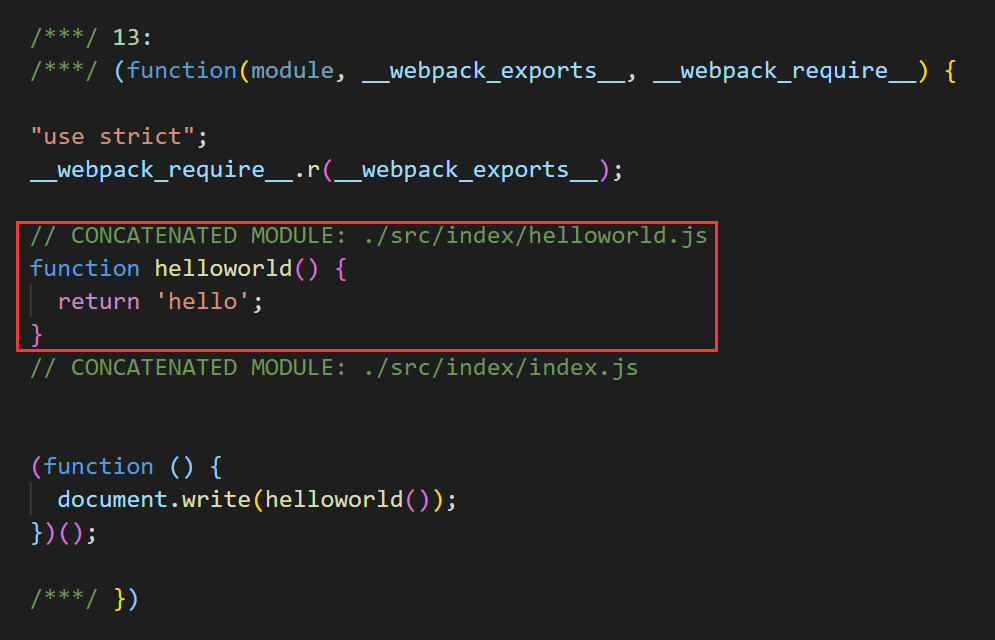 /***/ 13:
/***/ (function(module, __webpack_exports__, __webpack_require__) {
"use strict";
__webpack_require__.r(__webpack_exports__);
// CONCATENATED MODULE: ./src/index/helloworld.js
function helloworld() {
  return 'hello';
}
// CONCATENATED MODULE: ./src/index/index.js
(function () {
  document.write(helloworld());
})();
/***/ })